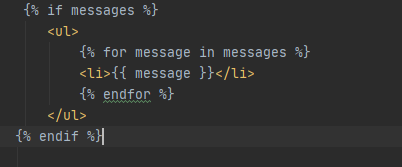 {% if messages %}
<ul>
{% for message in messages %}
<li>{{ message }}</li>
{% endfor %}
</ul>
{% endif %}